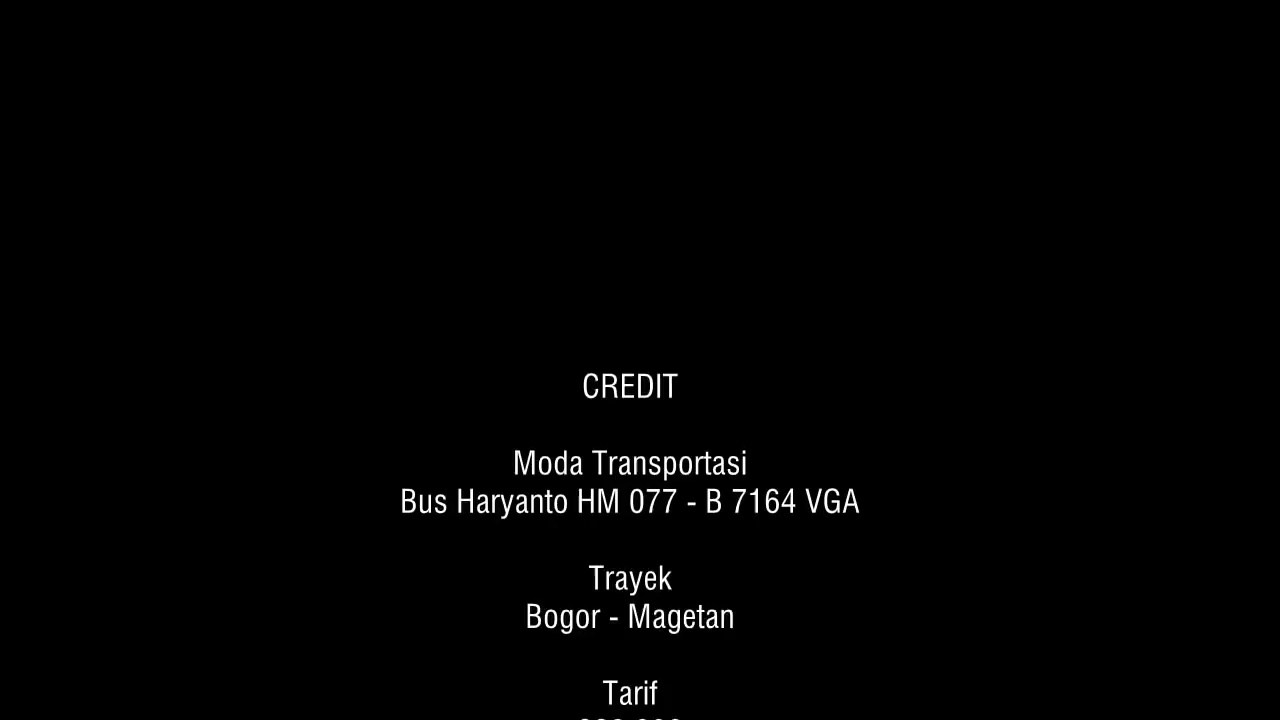 CREDIT
Moda Transportasi
Bus Haryanto HM 077 - B 7164 VGA
Trayek
Bogor - Magetan
Tarif